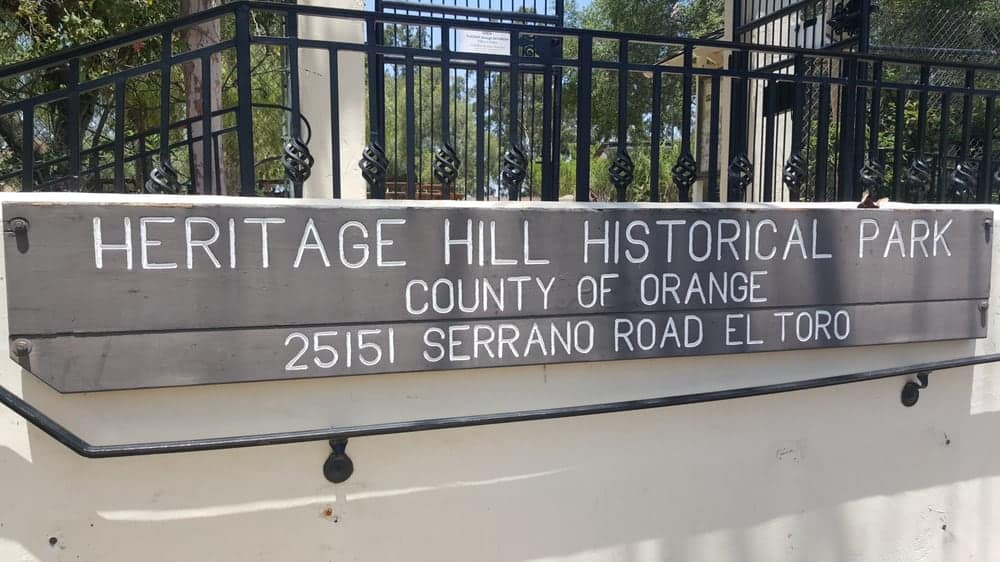 HERITAGE HILL HISTORICAL PARK
COUNTY OF ORANGE
25151 SERRANO ROAD EL TORO